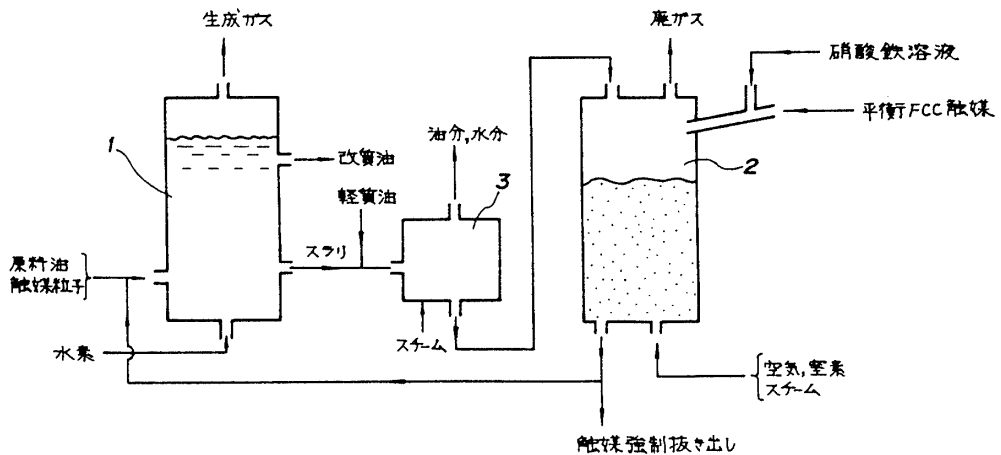 生成ガス
廃ガス
硝酸鉄溶液
平衡FCC触媒
油分,水分
改質油
1
2
3
軽質油
スラリ
原料油
触媒粒子
スチーム
水素
空気,窒素
スチーム
触媒強制抜き出し